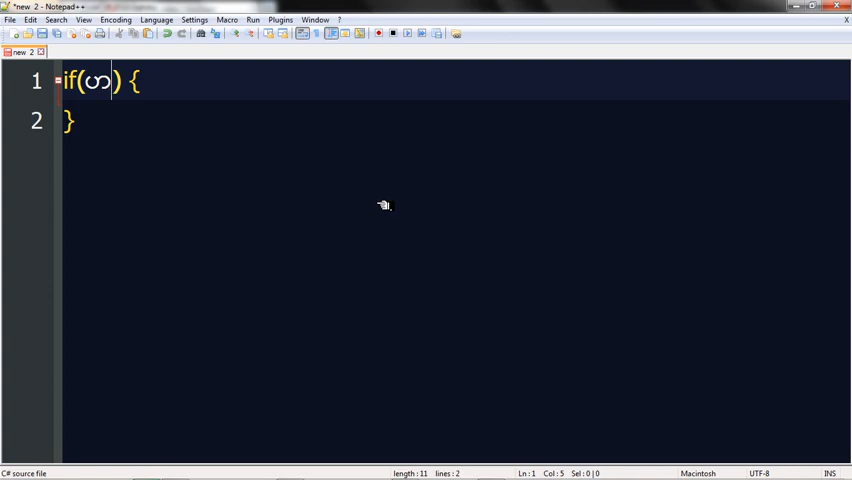 *new 2 - Notepad++
File Edit Search View Encoding Language Settings Macro Run Plugins Window ? X
new 2
1 if() {
2 }
C# source file length : 11 lines : 2 Ln : 1 Col : 5 Sel : 0 | 0 Macintosh UTF-8 INS